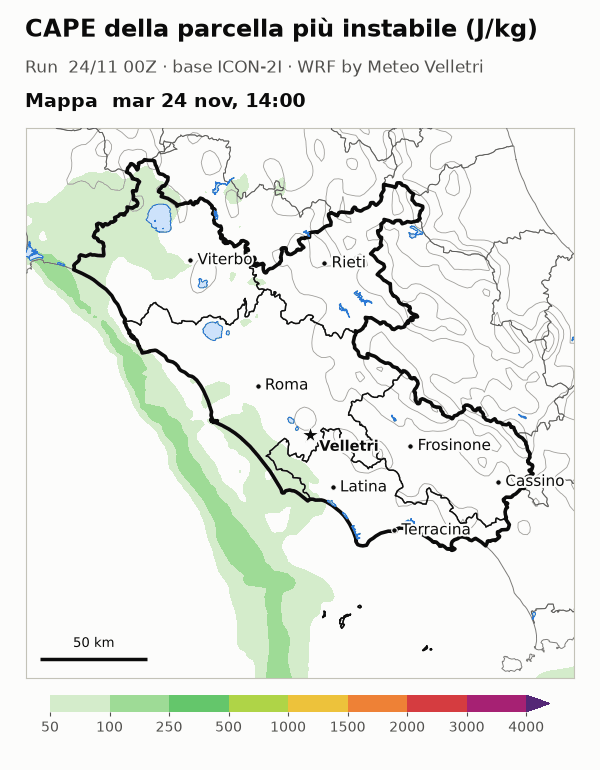 CAPE della parcella più instabile (J/kg)
Run  24/11 00Z · base ICON-2I · WRF by Meteo Velletri
Mappa  mar 24 nov, 14:00
Viterbo
Rieti
Roma
Velletri
Frosinone
Latina
Cassino
Terracina
50 km
50 100 250 500 1000 1500 2000 3000 4000